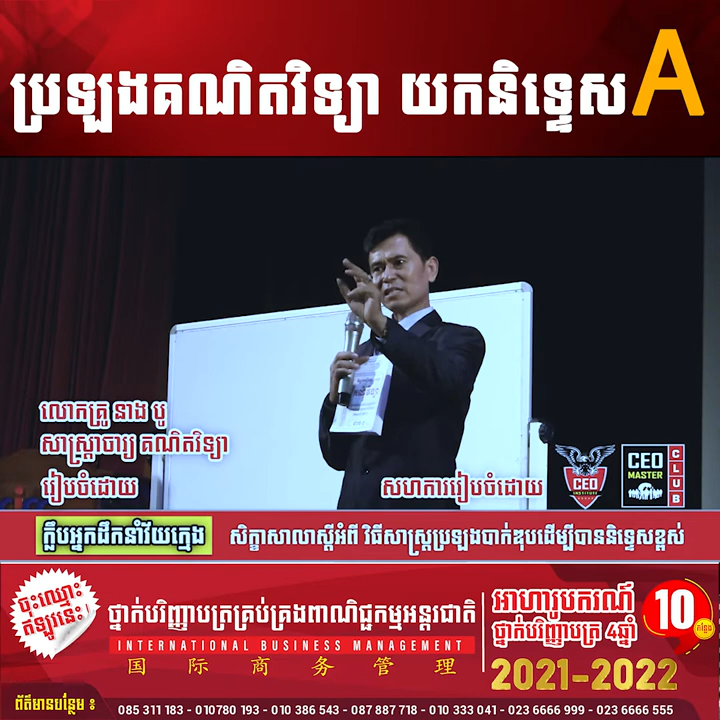 ប្រឡងគណិតវិទ្យា យកនិទ្ទេស A
លោកគ្រូ នាង បូ
សាស្ត្រាចារ្យ គណិតវិទ្យា
រៀបចំដោយ
សហការរៀបចំដោយ
CEO
INSTITUTE
CEO
MASTER
CLUB
ក្លឹបអ្នកដឹកនាំវ័យក្មេង
សិក្ខាសាលាស្ដីអំពី វិធីសាស្ត្រប្រឡងបាក់ឌុបដើម្បីបាននិទ្ទេសខ្ពស់
ចុះឈ្មោះ
ឥឡូវនេះ!
ថ្នាក់បរិញ្ញាបត្រគ្រប់គ្រងពាណិជ្ជកម្មអន្តរជាតិ
INTERNATIONAL BUSINESS MANAGEMENT
国际商务管理
អាហារូបករណ៍
ថ្នាក់បរិញ្ញាបត្រ 4ឆ្នាំ
10
កន្លែង
2021-2022
ព័ត៌មានបន្ថែម ៖
085 311 183 - 010780 193 - 010 386 543 - 087 887 718 - 010 333 041 - 023 6666 999 - 023 6666 555